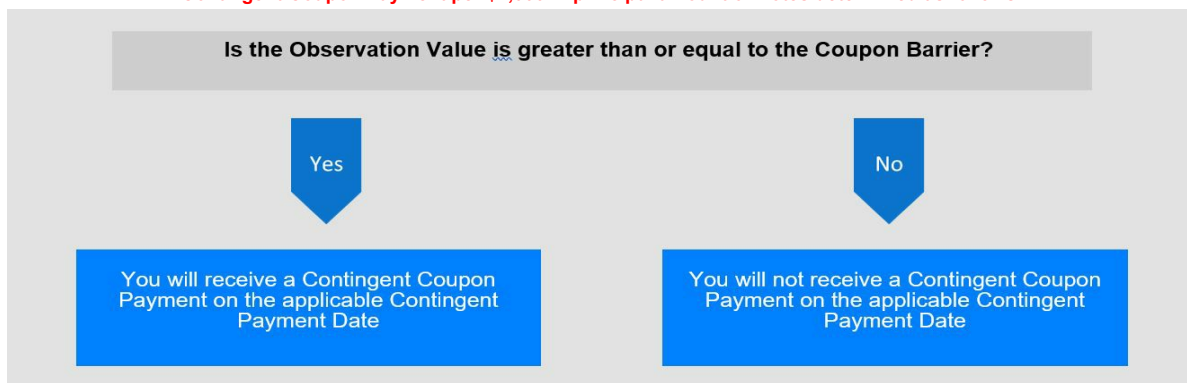 Is the Observation Value is greater than or equal to the Coupon Barrier?
Yes
No
You will receive a Contingent Coupon
Payment on the applicable Contingent
Payment Date
You will not receive a Contingent Coupon
Payment on the applicable Contingent
Payment Date